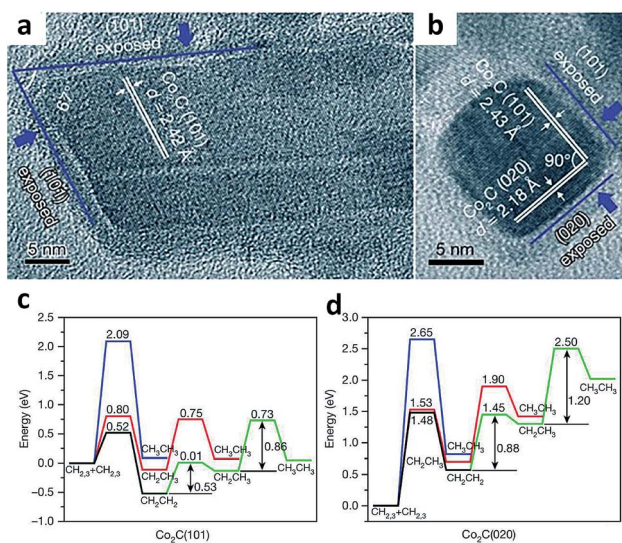 a
(101)
exposed
67°
Co₂C (101)
d = 2.42 Å
(1̄01)
exposed
5 nm
b
(101)
exposed
Co₂C (101)
d = 2.43 Å
90°
Co₂C (020)
d = 2.18 Å
(020)
exposed
5 nm
c
Energy (eV)
2.5
2.0
1.5
1.0
0.5
0.0
−0.5
−1.0
2.09
0.80
0.52
0.75
0.73
0.01
0.86
0.53
CH₂,₃+CH₂,₃
CH₃CH₃
CH₂CH₃
CH₂CH₂
CH₃CH₃
CH₂CH₃
CH₃CH₃
Co₂C(101)
d
Energy (eV)
3.0
2.5
2.0
1.5
1.0
0.5
0.0
2.65
1.53
1.48
1.90
1.45
2.50
1.20
0.88
CH₂,₃+CH₂,₃
CH₃CH₃
CH₂CH₃
CH₂CH₂
CH₃CH₃
CH₂CH₃
CH₃CH₃
Co₂C(020)